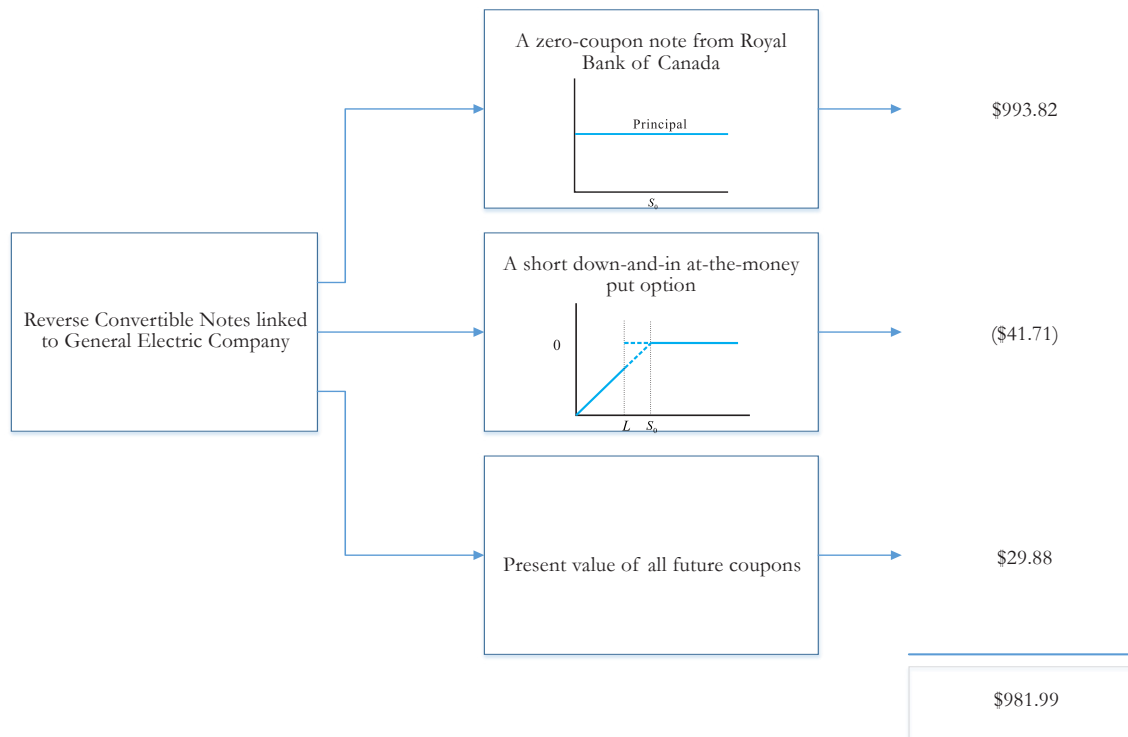 A zero-coupon note from Royal
Bank of Canada
Principal
S₀
$993.82
Reverse Convertible Notes linked
to General Electric Company
A short down-and-in at-the-money
put option
0
L S₀
($41.71)
Present value of all future coupons
$29.88
$981.99